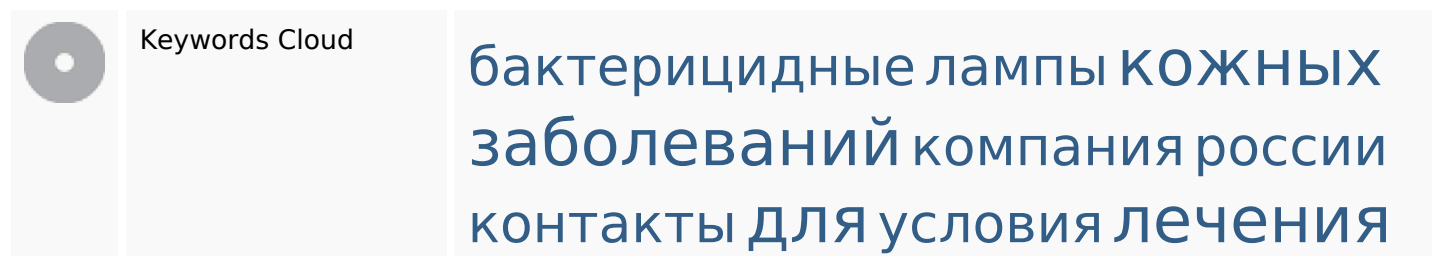 Keywords Cloud
бактерицидные лампы кожных
заболеваний компания россии
контакты для условия лечения